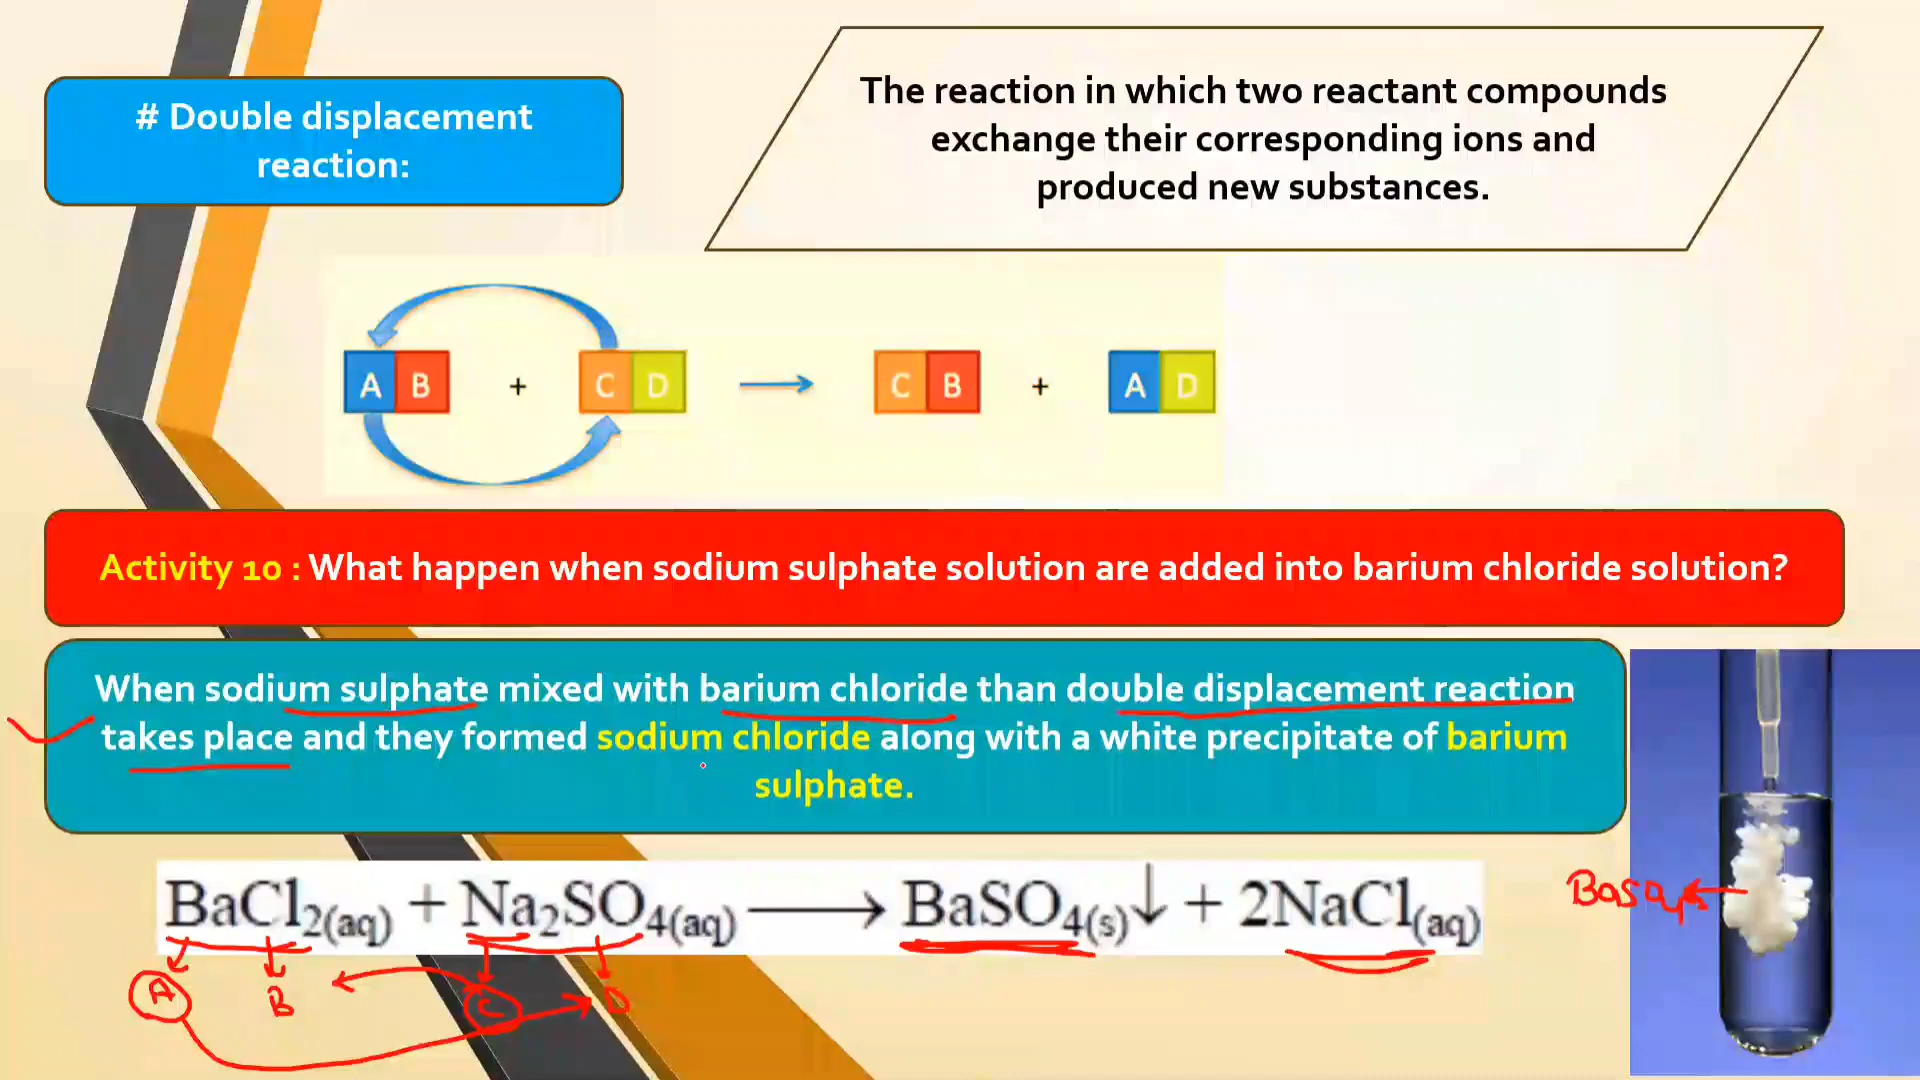 # Double displacement
reaction:
The reaction in which two reactant compounds
exchange their corresponding ions and
produced new substances.
A B + C D → C B + A D
Activity 10 : What happen when sodium sulphate solution are added into barium chloride solution?
When sodium sulphate mixed with barium chloride than double displacement reaction
takes place and they formed sodium chloride along with a white precipitate of barium
sulphate.
BaCl₂(aq) + Na₂SO₄(aq) → BaSO₄(s)↓ + 2NaCl(aq)
BaSO₄
A B C D